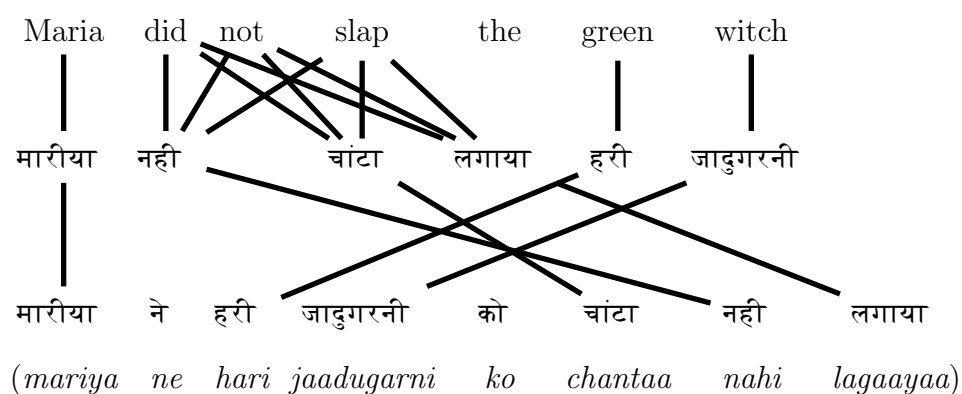 Maria did not slap the green witch
मारीया नही चांटा लगाया हरी जादुगरनी
मारीया ने हरी जादुगरनी को चांटा नही लगाया
(mariya ne hari jaadugarni ko chantaa nahi lagaayaa)